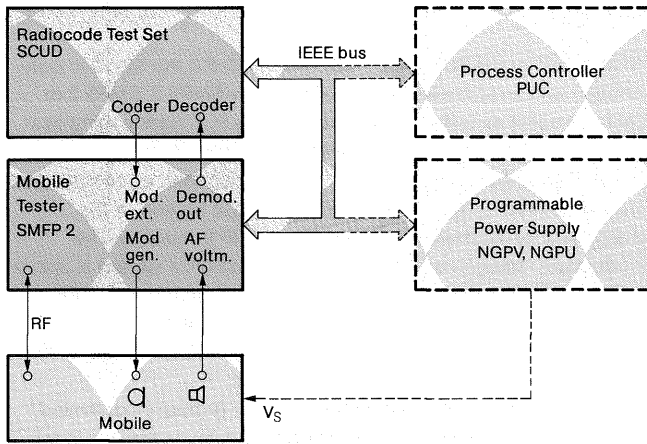 Radiocode Test Set
SCUD
Coder Decoder
IEEE bus
Process Controller
PUC
Mobile
Tester
SMFP 2
Mod.
ext.
Demod.
out
Mod
gen.
AF
voltm.
Programmable
Power Supply
NGPV, NGPU
RF
Mobile
VS